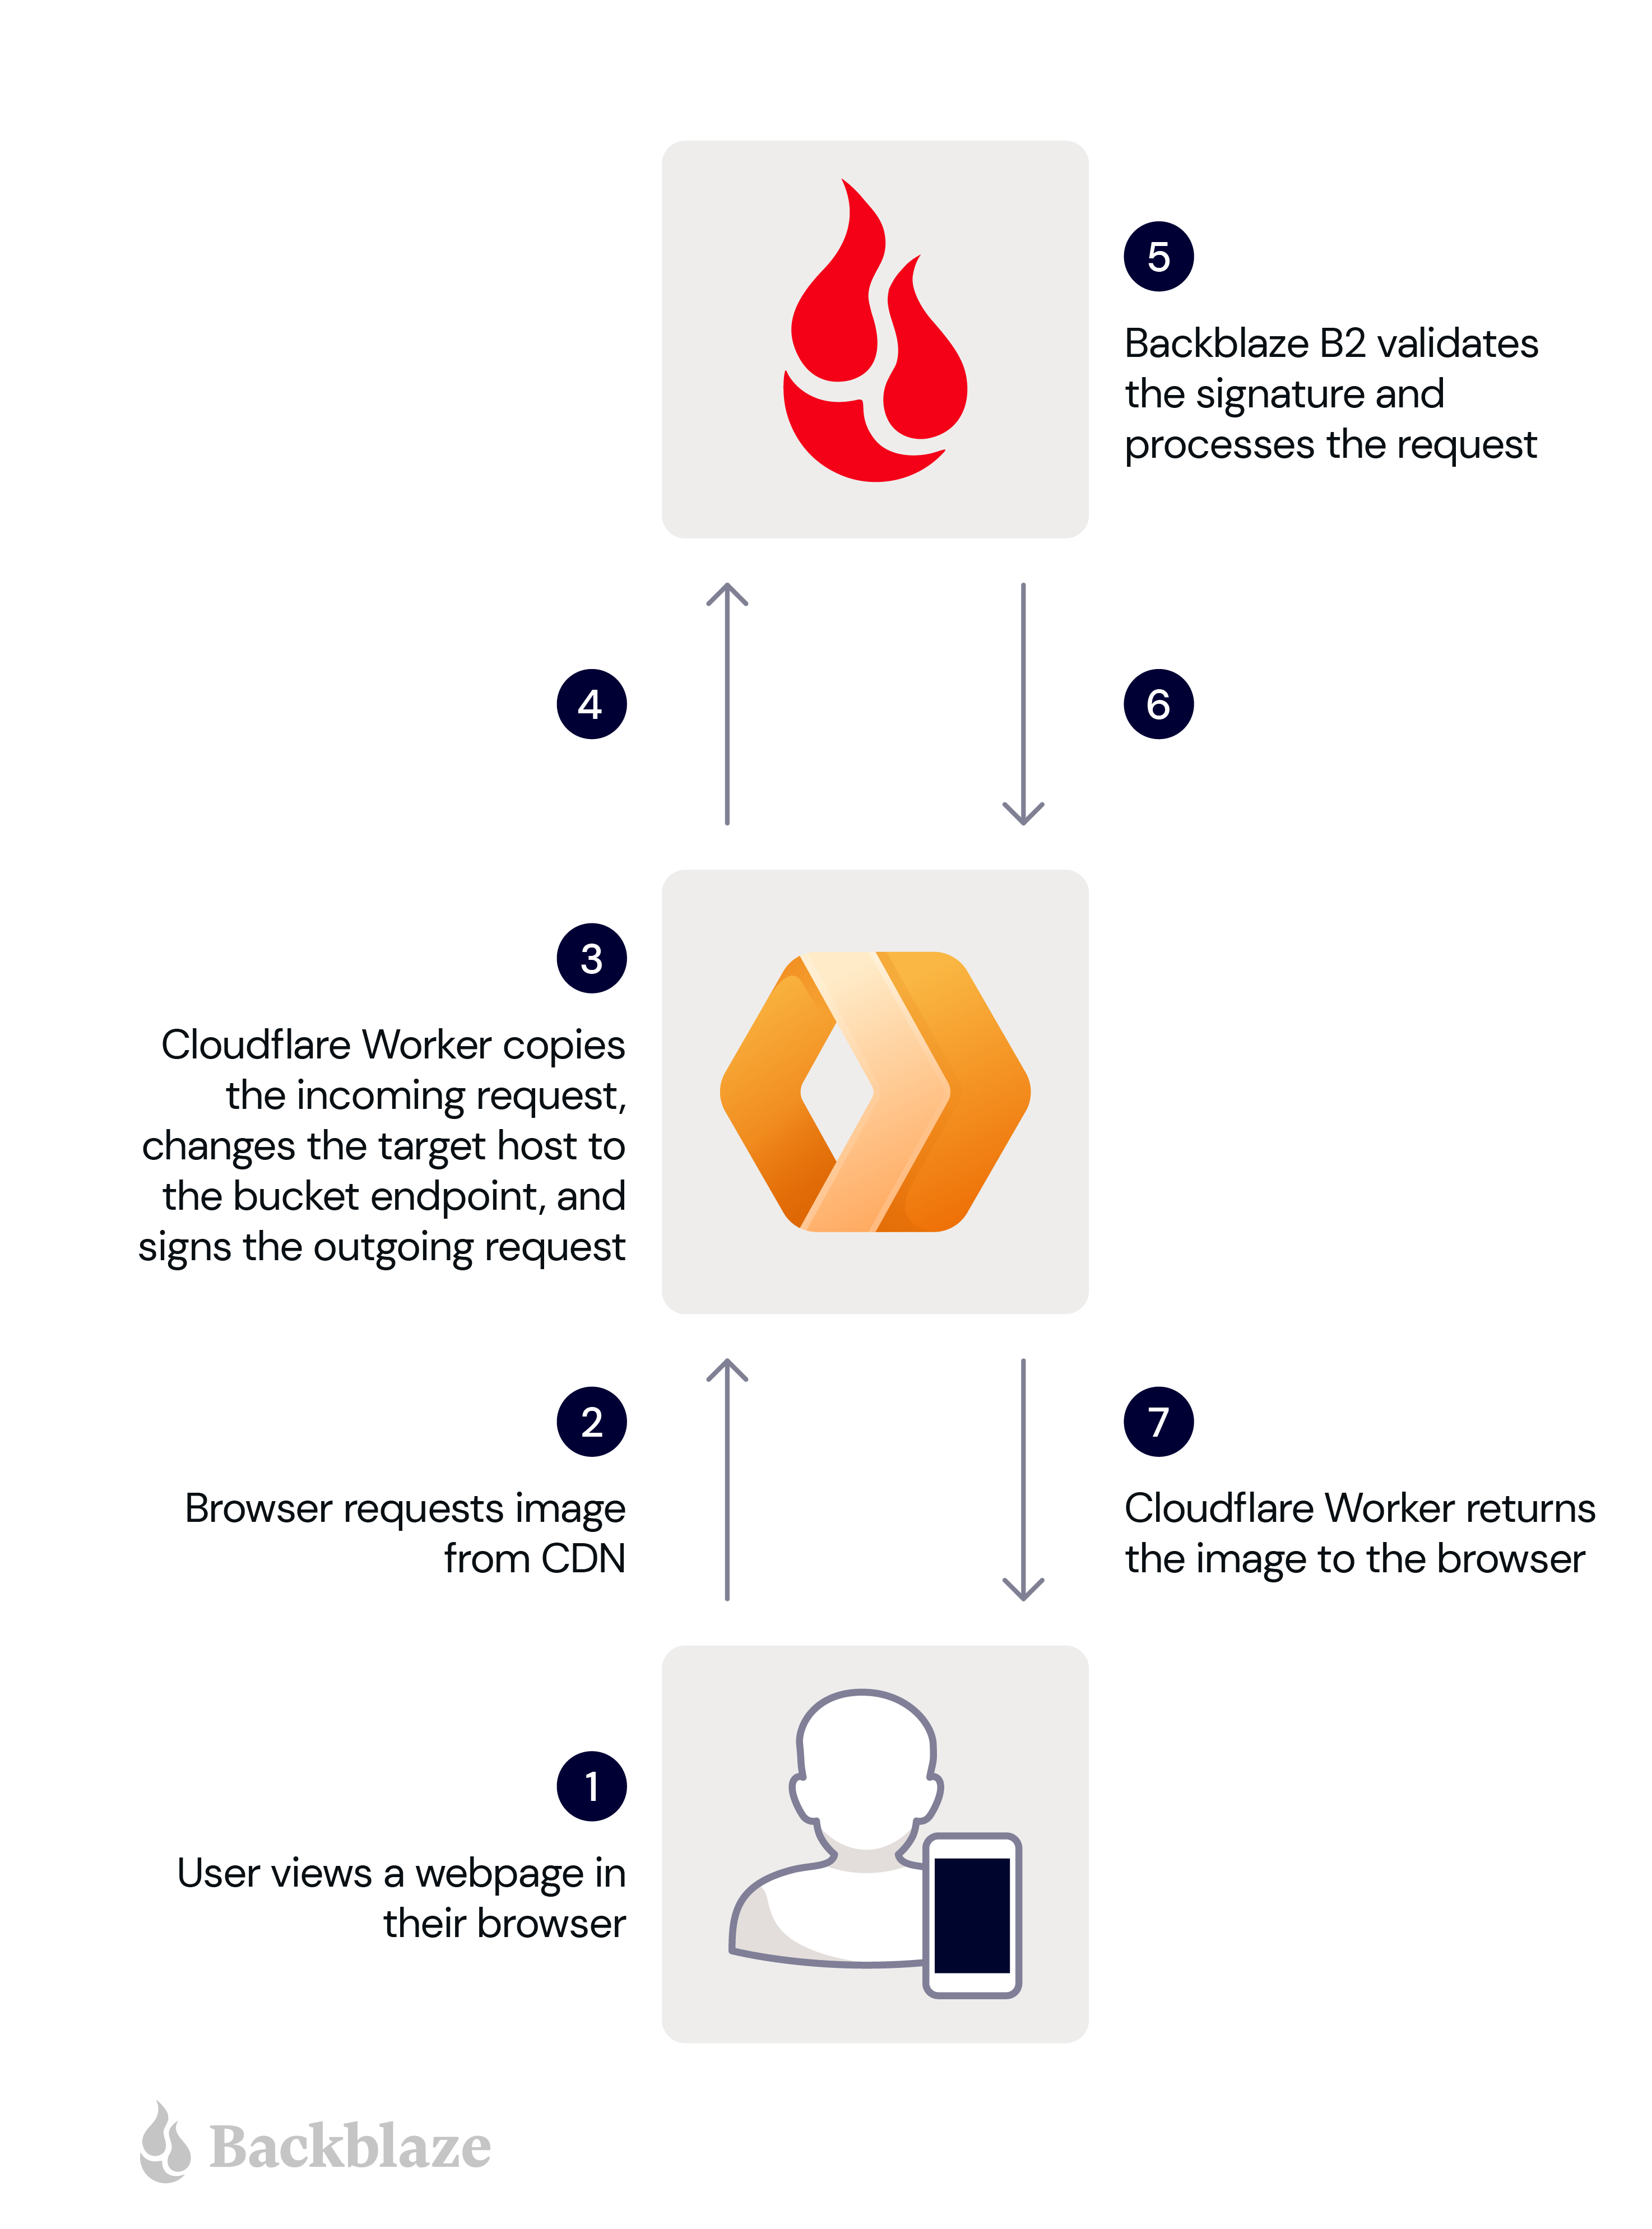 5
Backblaze B2 validates
the signature and
processes the request
4
6
3
Cloudflare Worker copies
the incoming request,
changes the target host to
the bucket endpoint, and
signs the outgoing request
2
Browser requests image
from CDN
7
Cloudflare Worker returns
the image to the browser
1
User views a webpage in
their browser
Backblaze